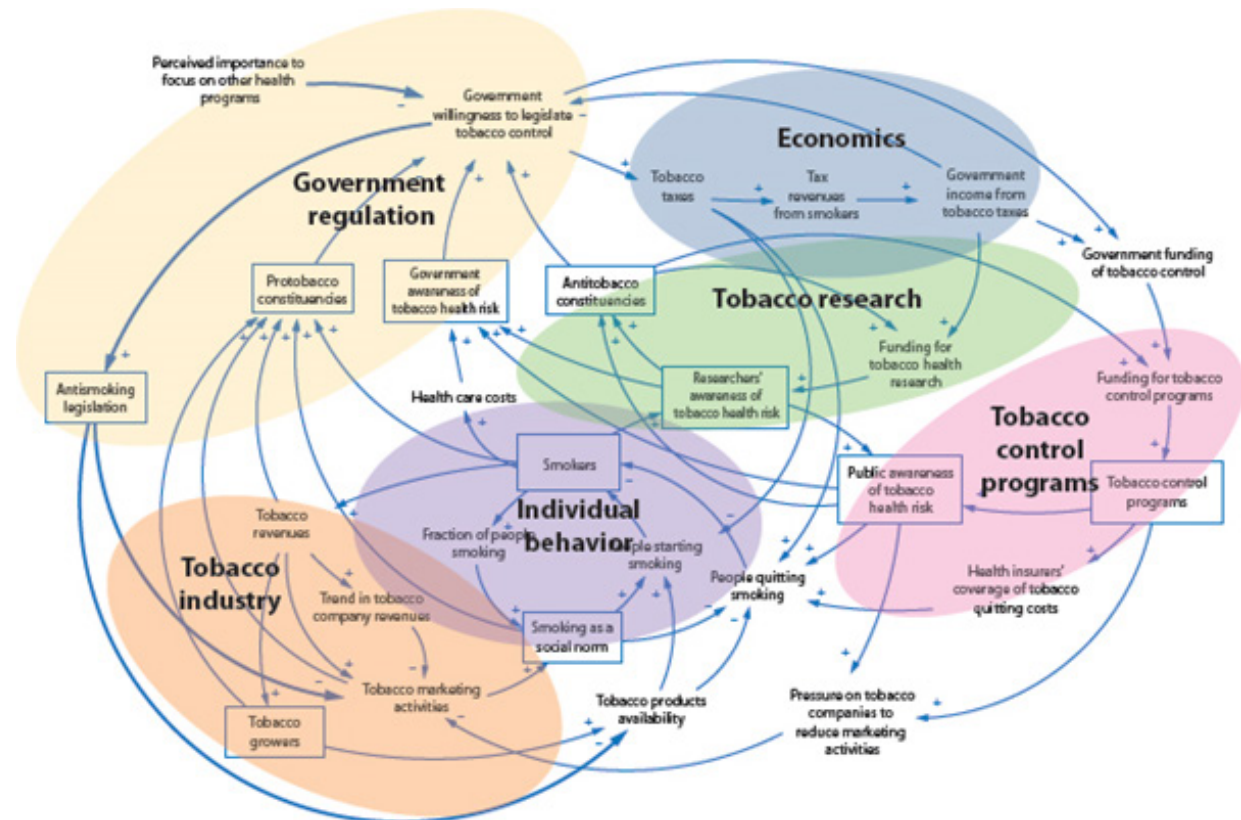 Perceived importance to
focus on other health
programs
Government
willingness to legislate
tobacco control
Economics
Government
regulation
Tobacco
taxes
Tax
revenues
from smokers
Government
income from
tobacco taxes
Government funding
of tobacco control
Protobacco
constituencies
Government
awareness of
tobacco health risk
Antitobacco
constituencies
Tobacco research
Funding for
tobacco health
research
Funding for tobacco
control programs
Antismoking
legislation
Health care costs
Researchers'
awareness of
tobacco health risk
Tobacco
control
programs
Smokers
Public awareness
of tobacco
health risk
Tobacco control
programs
Individual
behavior
Tobacco
revenues
Fraction of people
smoking
People starting
smoking
Tobacco
industry
Trend in tobacco
company revenues
People quitting
smoking
Health insurers'
coverage of tobacco
quitting costs
Smoking as a
social norm
Tobacco marketing
activities
Tobacco products
availability
Pressure on tobacco
companies to
reduce marketing
activities
Tobacco
growers